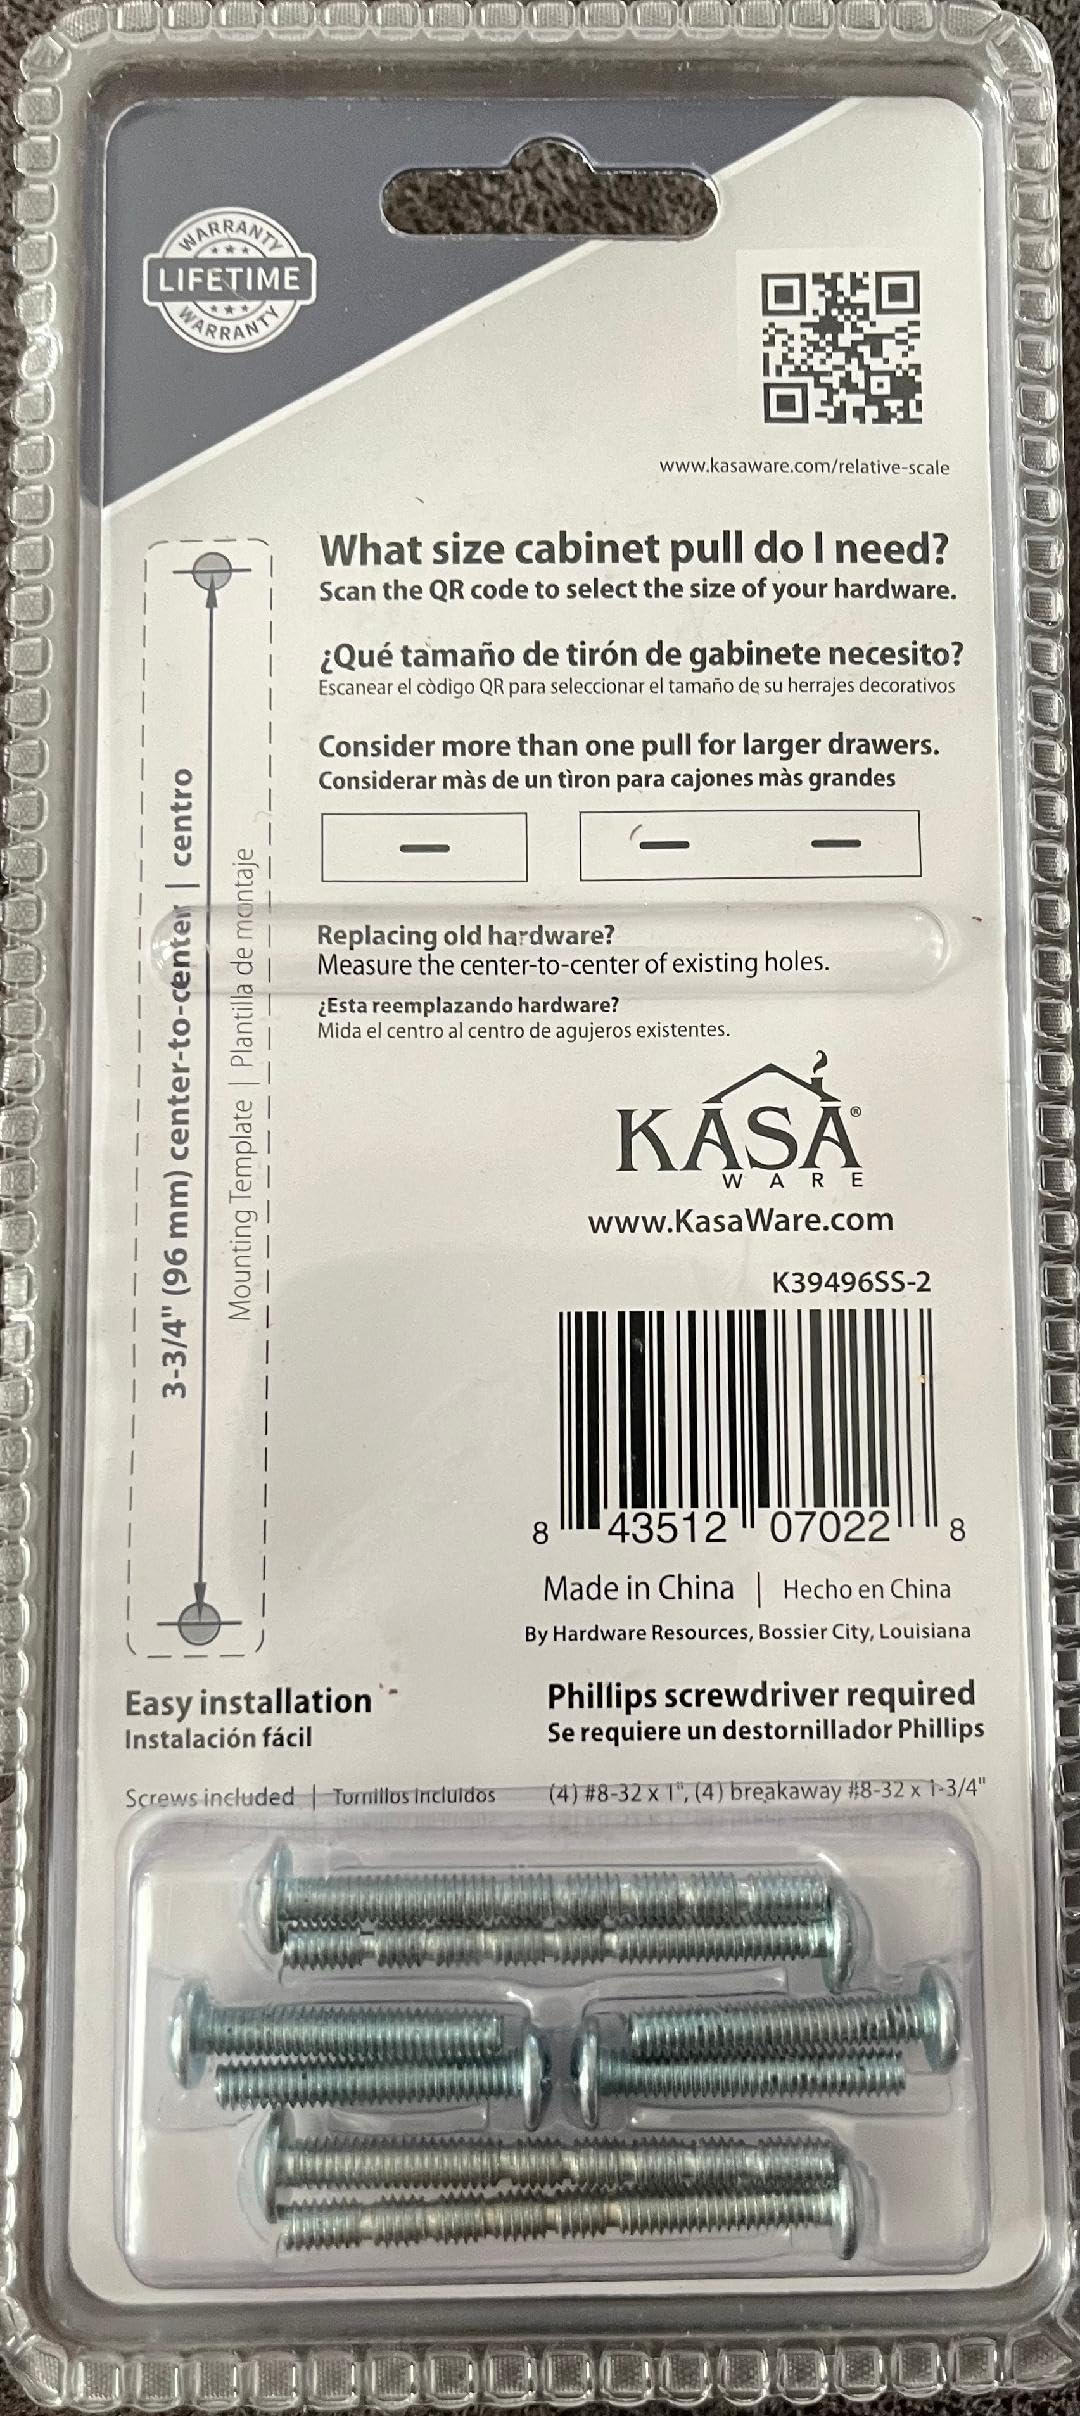 WARRANTY
LIFETIME
WARRANTY
www.kasaware.com/relative-scale
What size cabinet pull do I need?
Scan the QR code to select the size of your hardware.
¿Qué tamaño de tirón de gabinete necesito?
Escanear el còdigo QR para seleccionar el tamaño de su herrajes decorativos
Consider more than one pull for larger drawers.
Considerar màs de un tìron para cajones màs grandes
3-3/4" (96 mm) center-to-center | centro
Mounting Template | Plantilla de montaje
Replacing old hardware?
Measure the center-to-center of existing holes.
¿Esta reemplazando hardware?
Mida el centro al centro de agujeros existentes.
KASA®
WARE
www.KasaWare.com
K39496SS-2
8 43512 07022 8
Made in China | Hecho en China
By Hardware Resources, Bossier City, Louisiana
Easy installation
Instalación fácil
Phillips screwdriver required
Se requiere un destornillador Phillips
Screws included | Tornillos incluidos (4) #8-32 x 1", (4) breakaway #8-32 x 1-3/4"